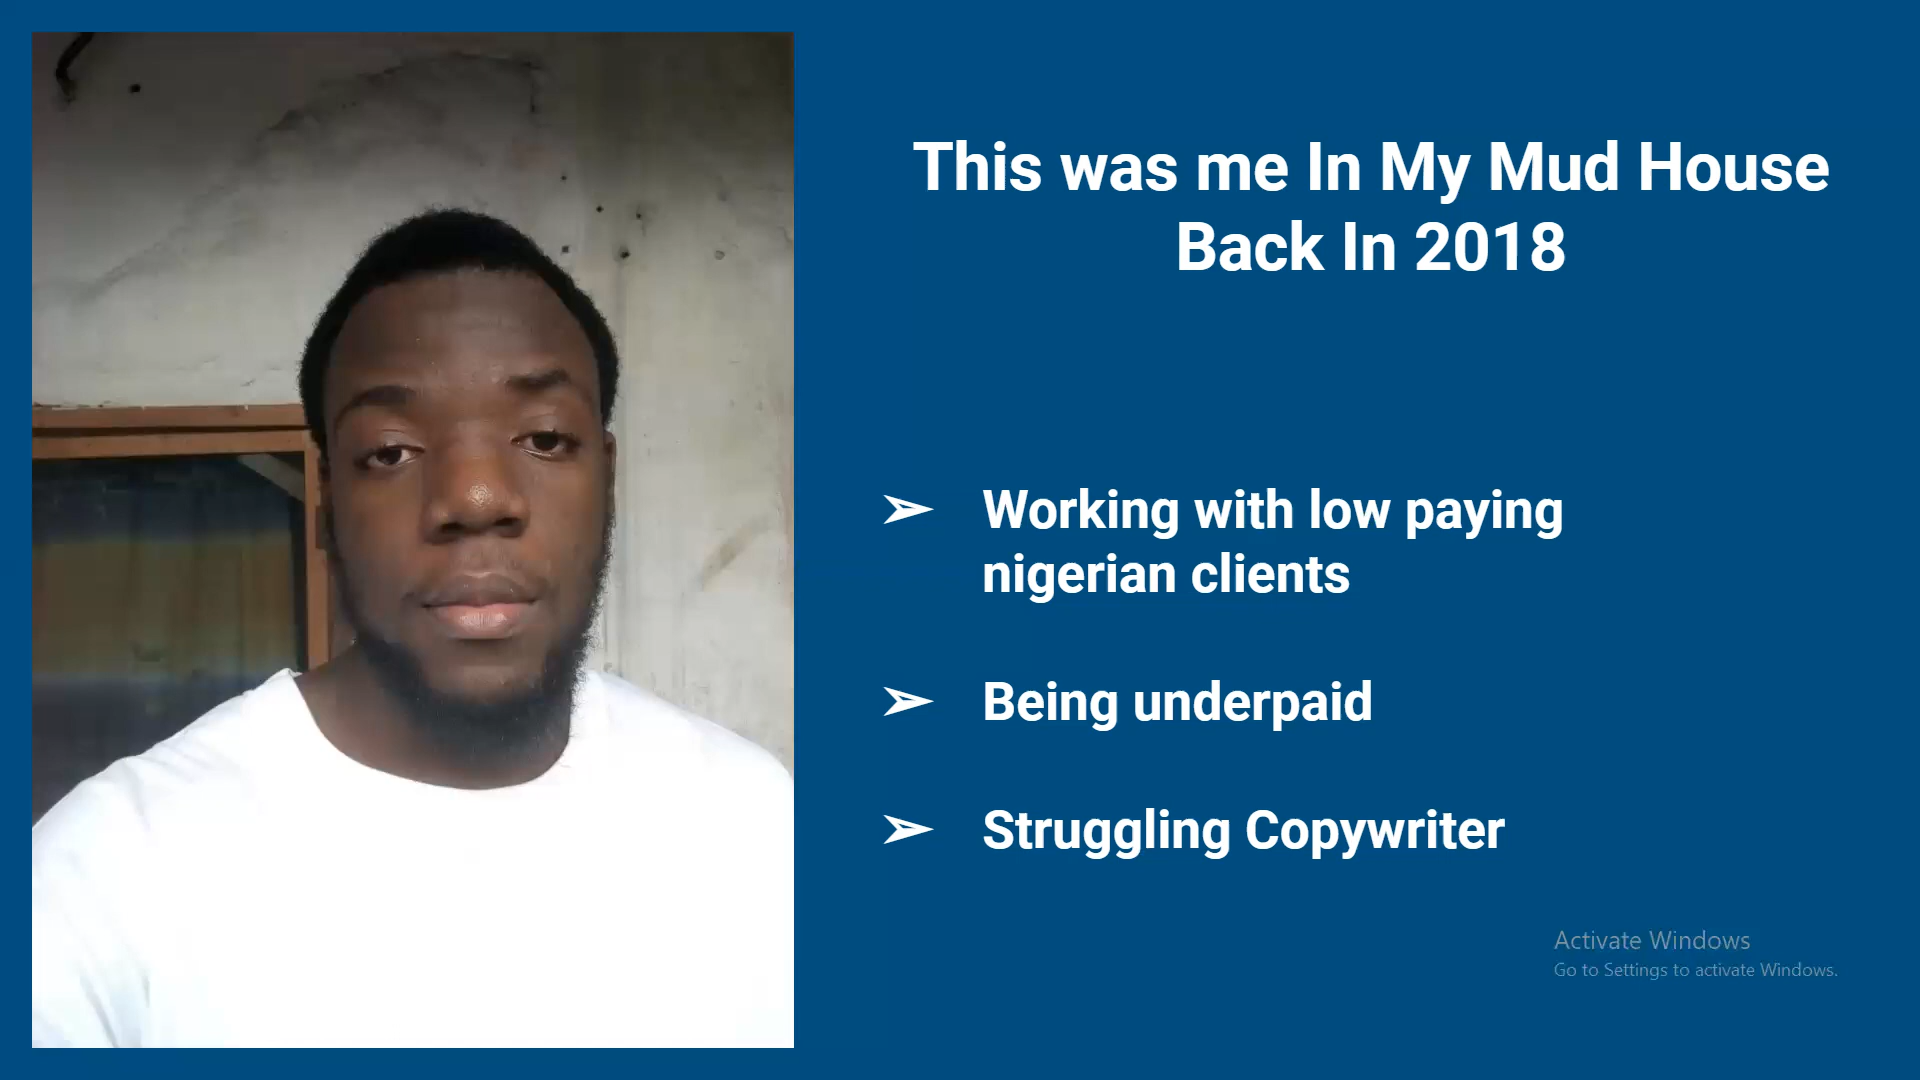 This was me In My Mud House
Back In 2018
➢ Working with low paying
nigerian clients
➢ Being underpaid
➢ Struggling Copywriter
Activate Windows
Go to Settings to activate Windows.